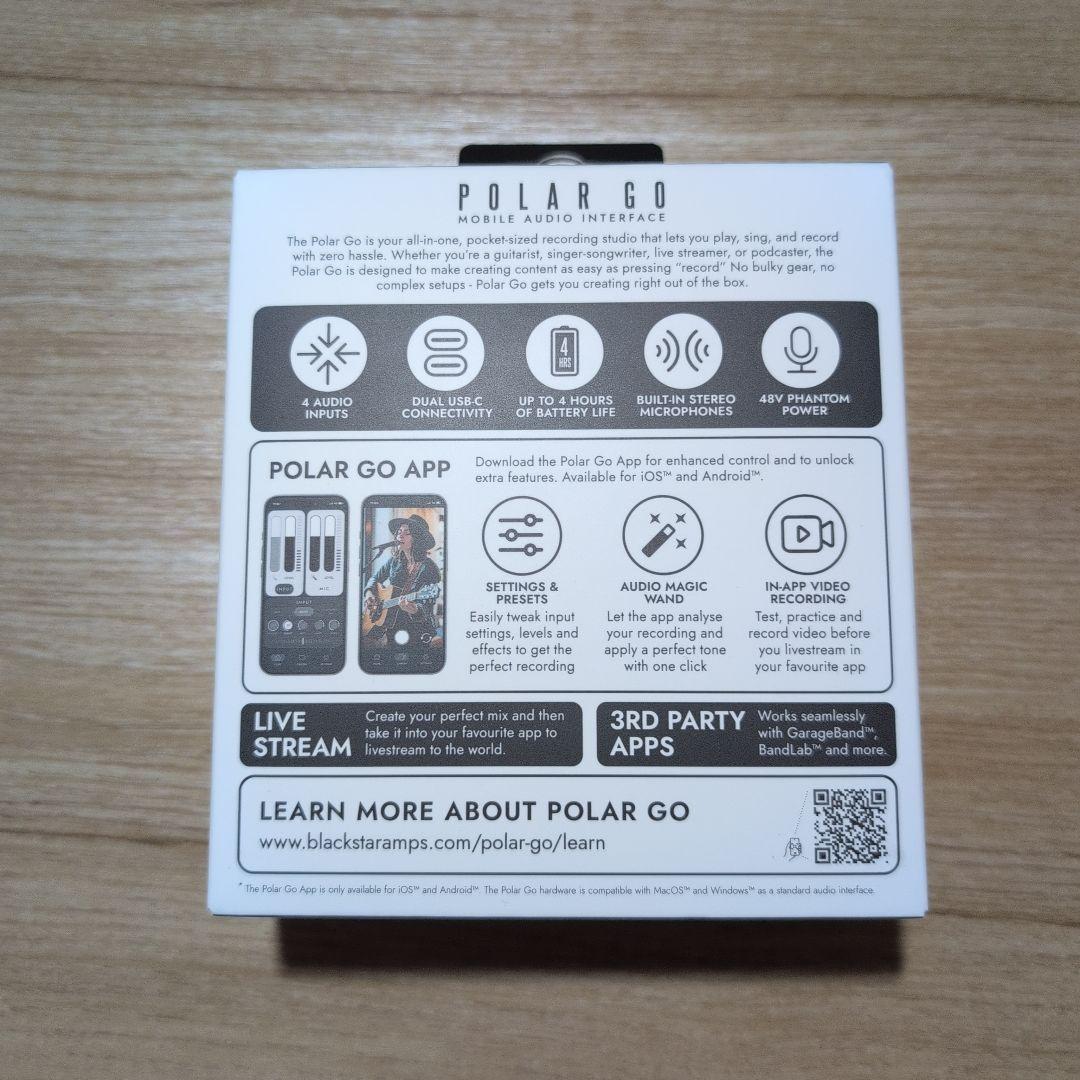 POLAR GO
MOBILE AUDIO INTERFACE
The Polar Go is your all-in-one, pocket-sized recording studio that lets you play, sing, and record
with zero hassle. Whether you're a guitarist, singer-songwriter, live streamer, or podcaster, the
Polar Go is designed to make creating content as easy as pressing “record” No bulky gear, no
complex setups - Polar Go gets you creating right out of the box.
4 AUDIO
INPUTS
DUAL USB-C
CONNECTIVITY
4
HRS
UP TO 4 HOURS
OF BATTERY LIFE
BUILT-IN STEREO
MICROPHONES
48V PHANTOM
POWER
POLAR GO APP
Download the Polar Go App for enhanced control and to unlock
extra features. Available for iOS™ and Android™.
INPUT
MIC
INPUT
SETTINGS &
PRESETS
Easily tweak input
settings, levels and
effects to get the
perfect recording
AUDIO MAGIC
WAND
Let the app analyse
your recording and
apply a perfect tone
with one click
IN-APP VIDEO
RECORDING
Test, practice and
record video before
you livestream in
your favourite app
LIVE
STREAM
Create your perfect mix and then
take it into your favourite app to
livestream to the world.
3RD PARTY
APPS
Works seamlessly
with GarageBand™,
BandLab™ and more.
LEARN MORE ABOUT POLAR GO
www.blackstaramps.com/polar-go/learn
* The Polar Go App is only available for iOS™ and Android™. The Polar Go hardware is compatible with MacOS™ and Windows™ as a standard audio interface.